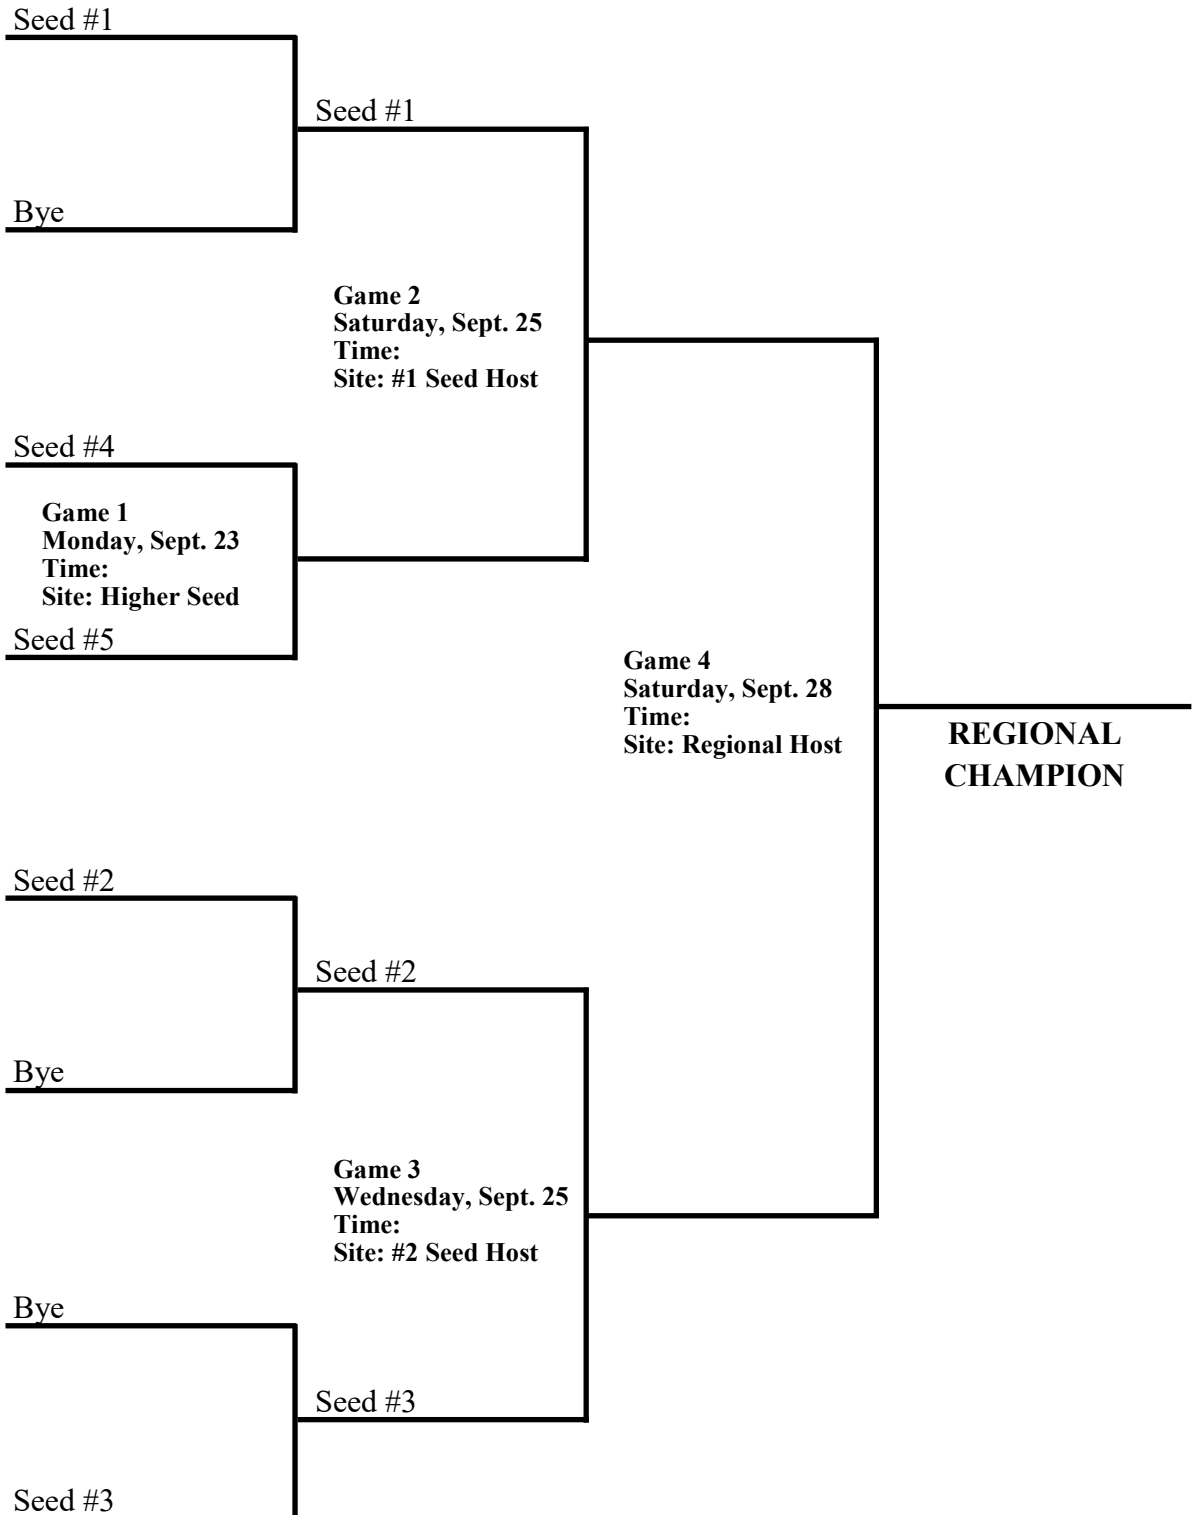 Seed #1
Seed #1
Bye
Game 2
Saturday, Sept. 25
Time:
Site: #1 Seed Host
Seed #4
Game 1
Monday, Sept. 23
Time:
Site: Higher Seed
Seed #5
Game 4
Saturday, Sept. 28
Time:
Site: Regional Host
REGIONAL
CHAMPION
Seed #2
Seed #2
Bye
Game 3
Wednesday, Sept. 25
Time:
Site: #2 Seed Host
Bye
Seed #3
Seed #3